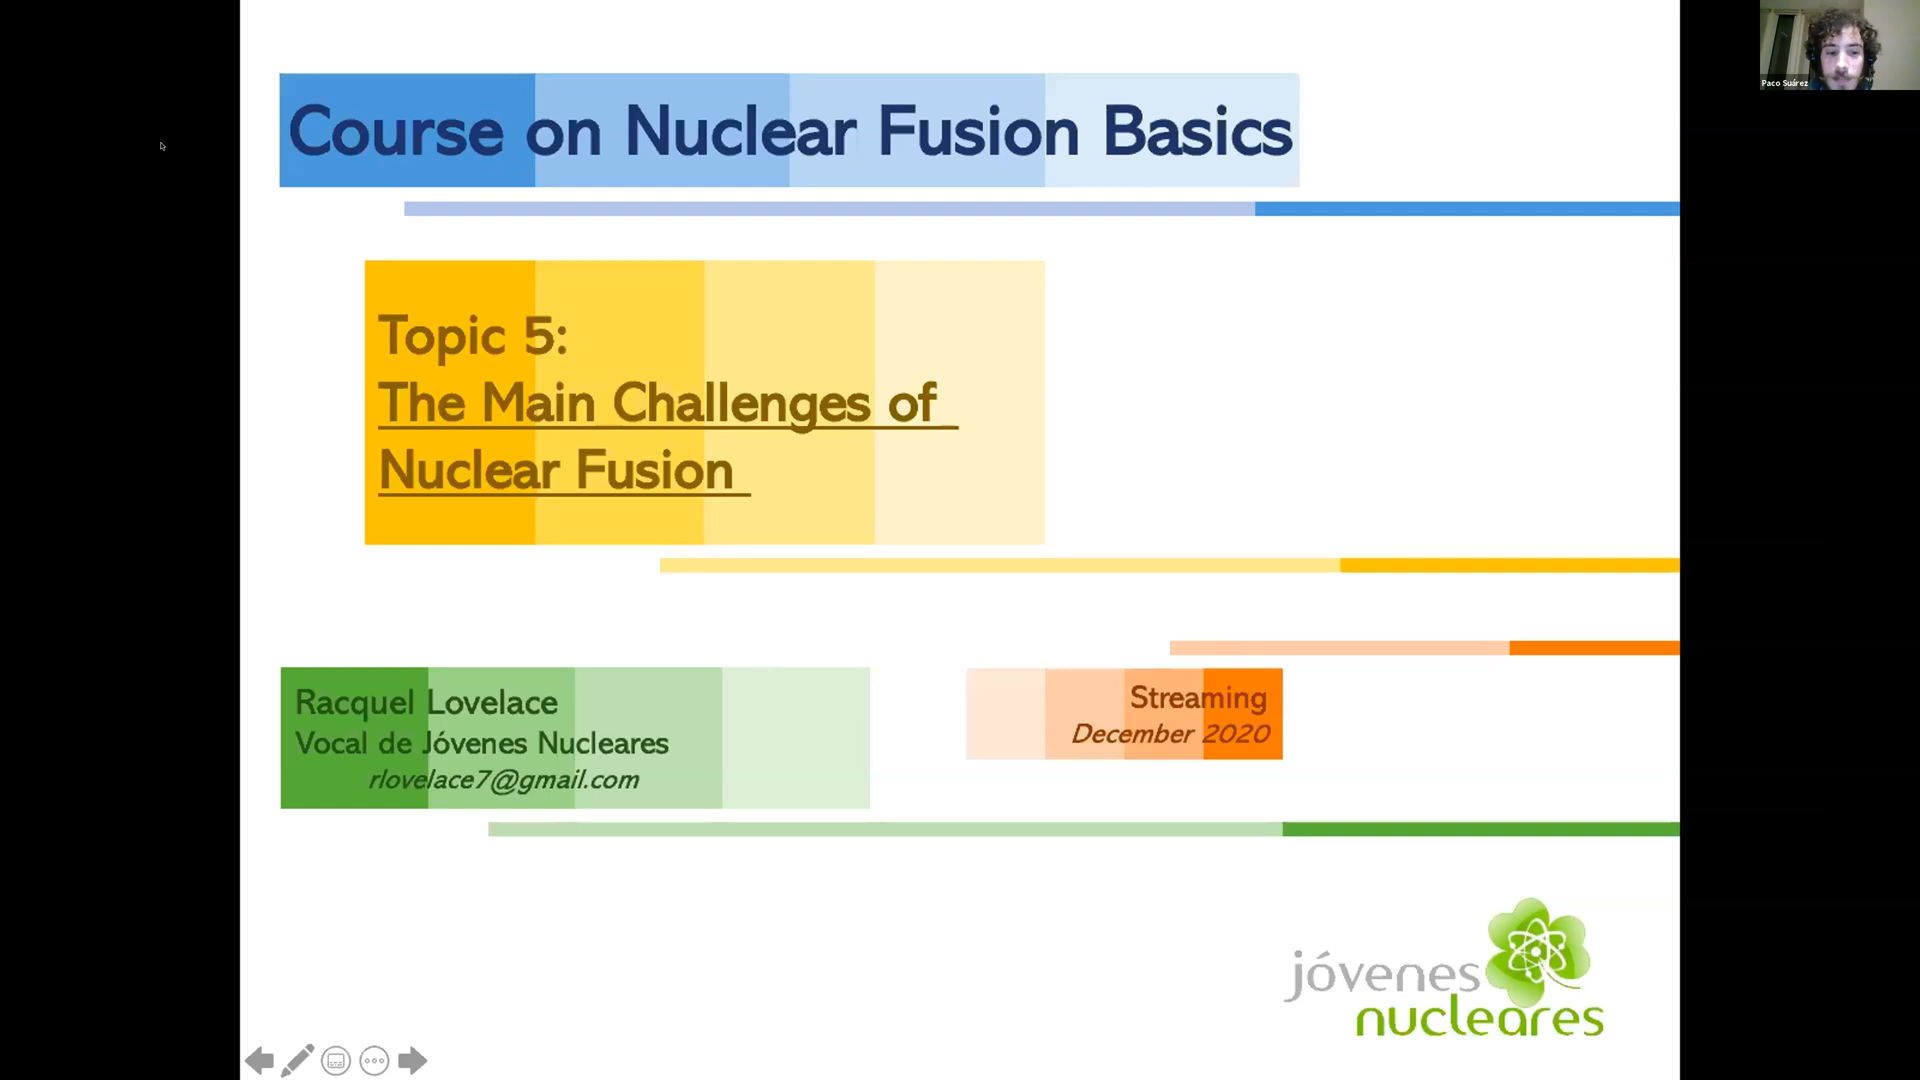 Course on Nuclear Fusion Basics
Paco Suárez
Topic 5:
The Main Challenges of
Nuclear Fusion
Racquel Lovelace
Vocal de Jóvenes Nucleares
rlovelace7@gmail.com
Streaming
December 2020
jóvenes
nucleares